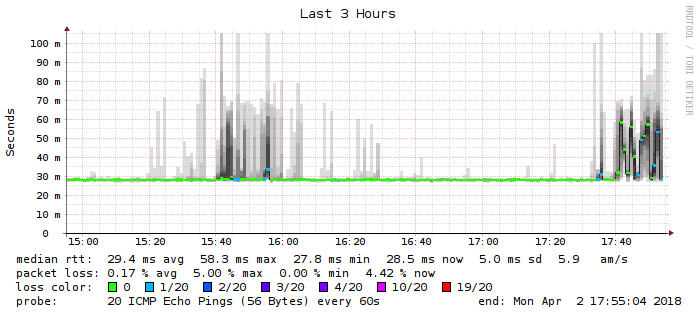 Last 3 Hours
RRDTOOL / TOBI OETIKER
Seconds
100 m
90 m
80 m
70 m
60 m
50 m
40 m
30 m
20 m
10 m
0
15:00 15:20 15:40 16:00 16:20 16:40 17:00 17:20 17:40
median rtt: 29.4 ms avg 58.3 ms max 27.8 ms min 28.5 ms now 5.0 ms sd 5.9 am/s
packet loss: 0.17 % avg 5.00 % max 0.00 % min 4.42 % now
loss color: 0 1/20 2/20 3/20 4/20 10/20 19/20
probe: 20 ICMP Echo Pings (56 Bytes) every 60s end: Mon Apr 2 17:55:04 2018